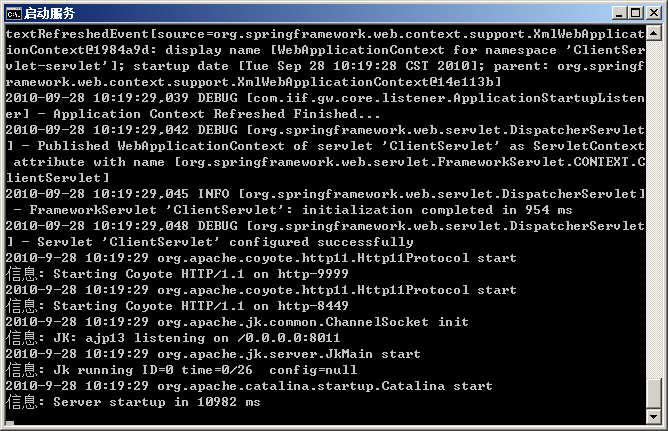 启动服务
textRefreshedEvent[source=org.springframework.web.context.support.XmlWebApplicat
ionContext@1984a9d: display name [WebApplicationContext for namespace 'ClientSer
vlet-servlet']; startup date [Tue Sep 28 10:19:28 CST 2010]; parent: org.springf
ramework.web.context.support.XmlWebApplicationContext@14e113b]
2010-09-28 10:19:29,039 DEBUG [com.iif.gw.core.listener.ApplicationStartupListen
er] - Application Context Refreshed Finished...
2010-09-28 10:19:29,042 DEBUG [org.springframework.web.servlet.DispatcherServlet
] - Published WebApplicationContext of servlet 'ClientServlet' as ServletContext
 attribute with name [org.springframework.web.servlet.FrameworkServlet.CONTEXT.C
lientServlet]
2010-09-28 10:19:29,045 INFO [org.springframework.web.servlet.DispatcherServlet]
 - FrameworkServlet 'ClientServlet': initialization completed in 954 ms
2010-09-28 10:19:29,048 DEBUG [org.springframework.web.servlet.DispatcherServlet
] - Servlet 'ClientServlet' configured successfully
2010-9-28 10:19:29 org.apache.coyote.http11.Http11Protocol start
信息: Starting Coyote HTTP/1.1 on http-9999
2010-9-28 10:19:29 org.apache.coyote.http11.Http11Protocol start
信息: Starting Coyote HTTP/1.1 on http-8449
2010-9-28 10:19:29 org.apache.jk.common.ChannelSocket init
信息: JK: ajp13 listening on /0.0.0.0:8011
2010-9-28 10:19:29 org.apache.jk.server.JkMain start
信息: Jk running ID=0 time=0/26  config=null
2010-9-28 10:19:29 org.apache.catalina.startup.Catalina start
信息: Server startup in 10982 ms